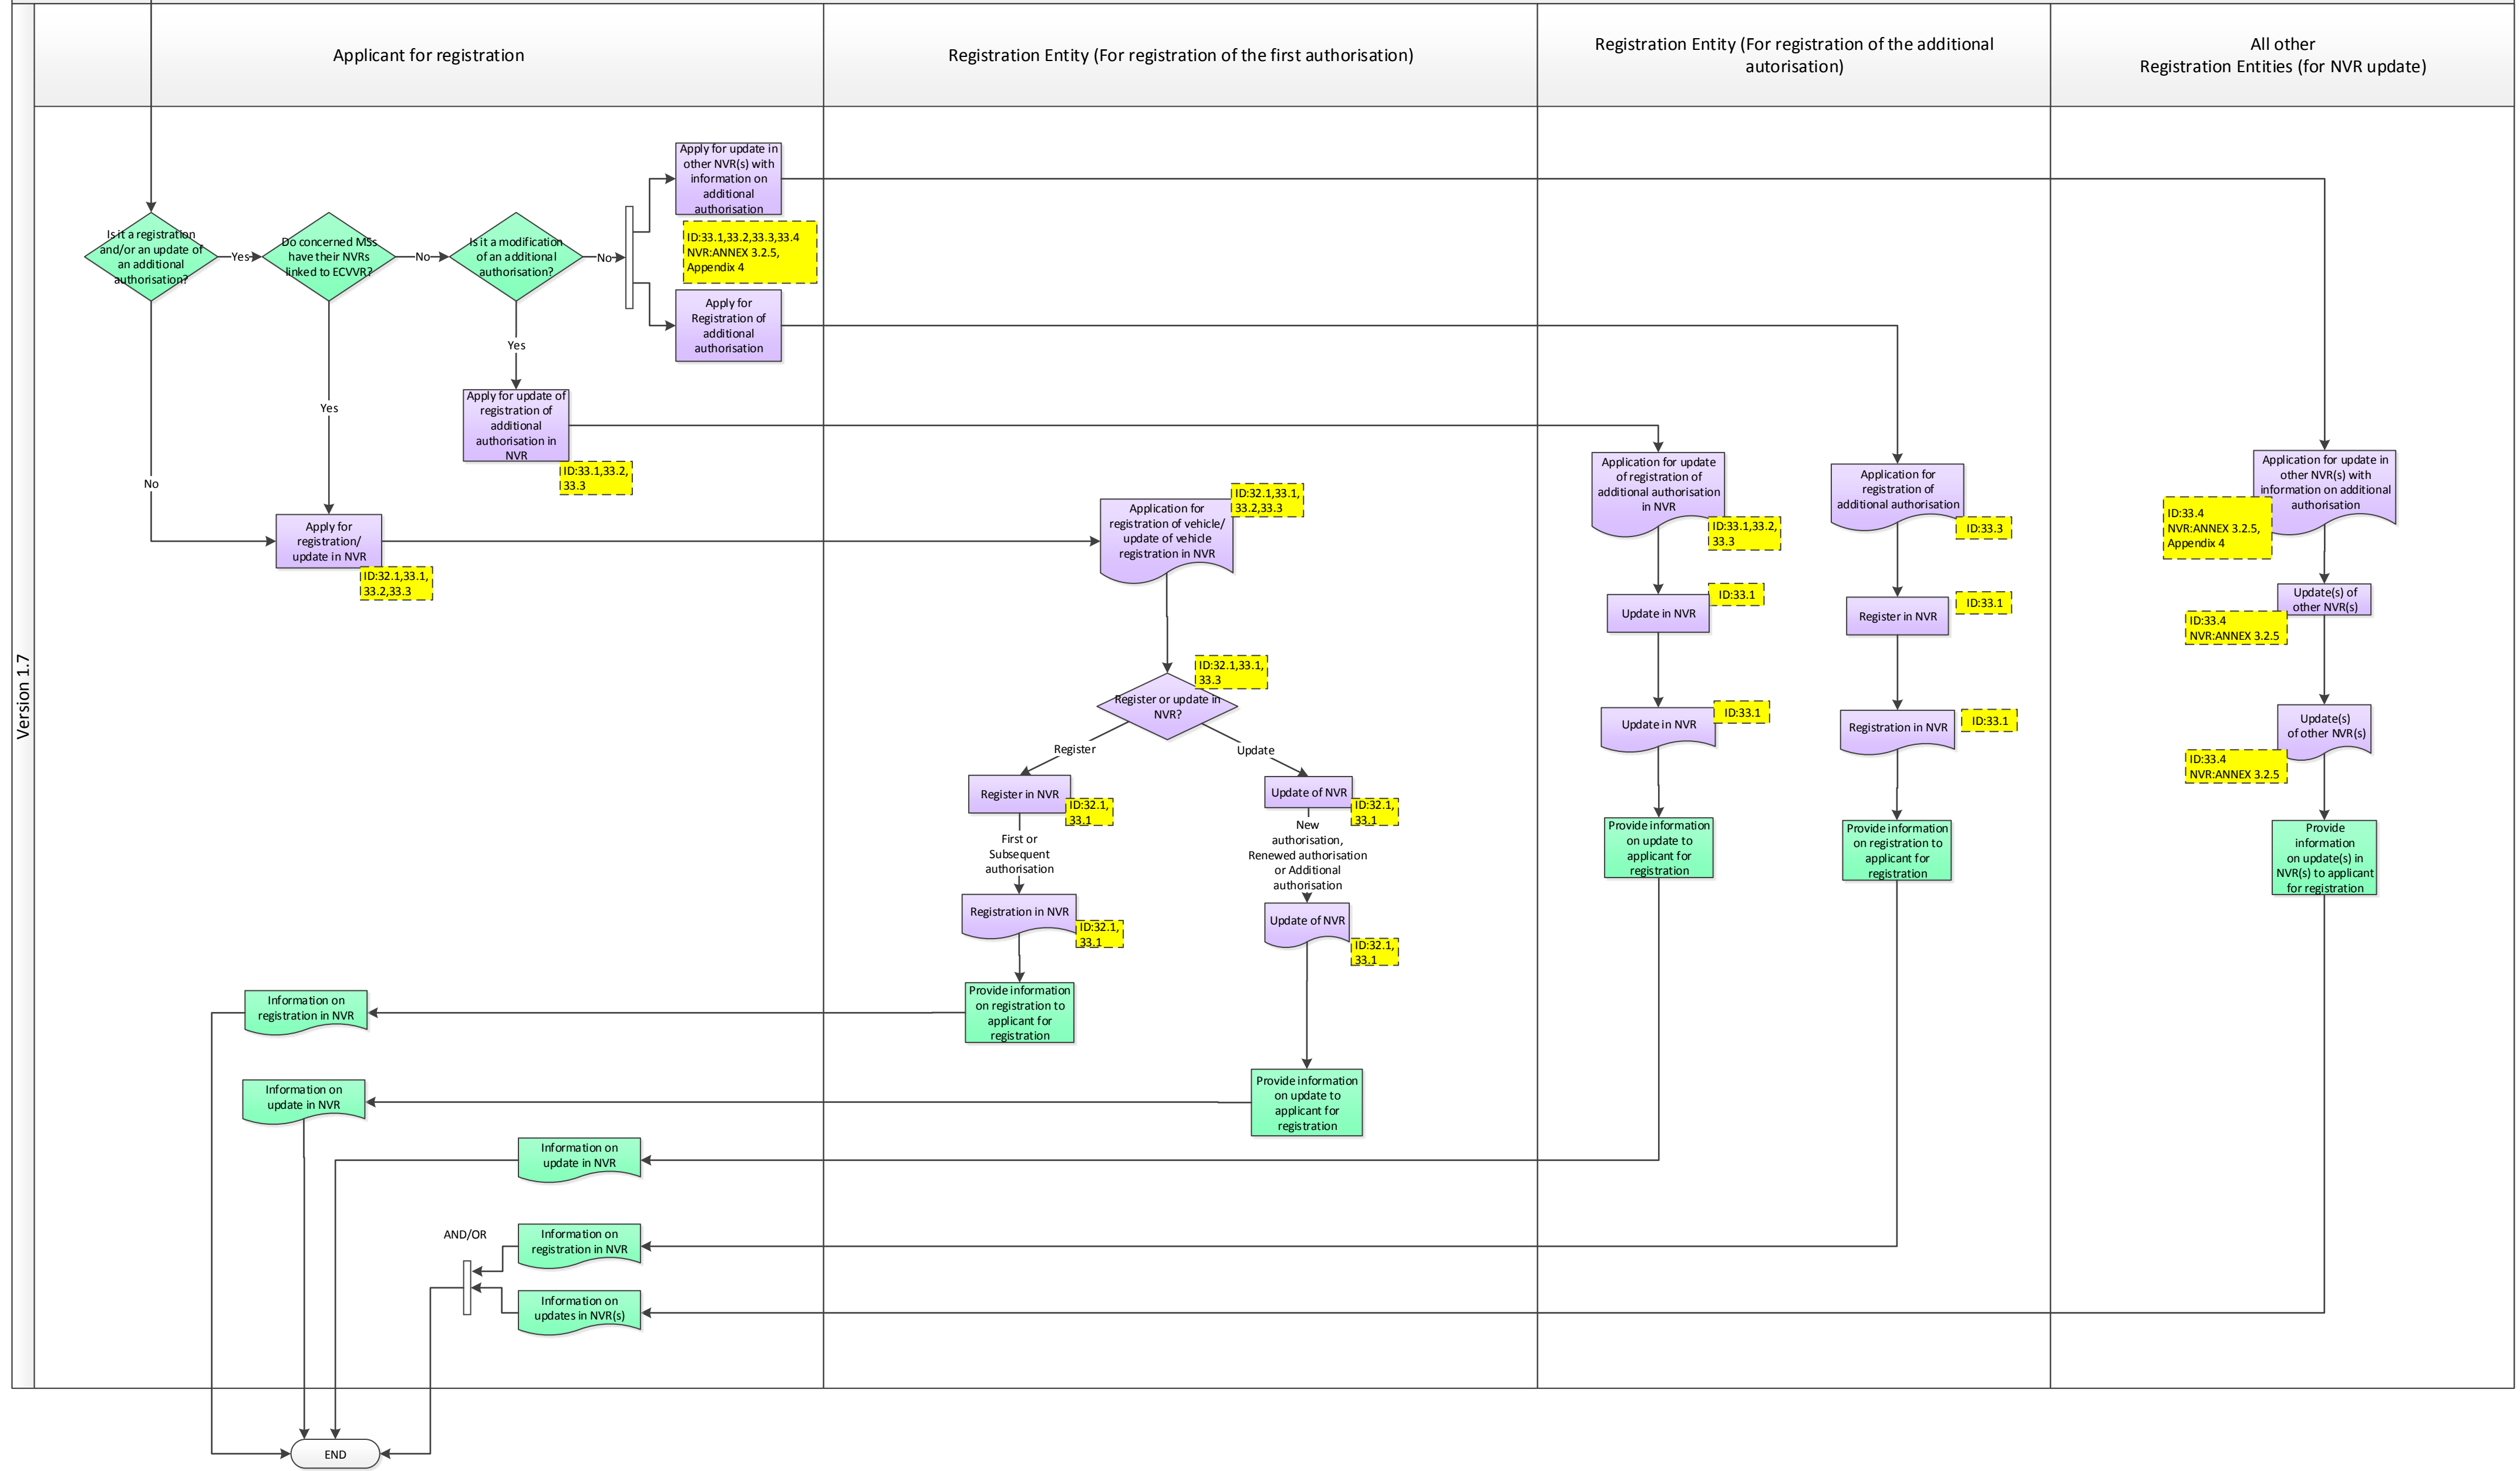 Version 1.7
Applicant for registration
Registration Entity (For registration of the first authorisation)
Registration Entity (For registration of the additional
autorisation)
All other
Registration Entities (for NVR update)
Is it a registration
and/or an update of
an additional
authorisation?
Yes
No
Do concerned MSs
have their NVRs
linked to ECVVR?
No
Yes
Is it a modification
of an additional
authorisation?
No
Yes
Apply for update in
other NVR(s) with
information on
additional
authorisation
ID:33.1,33.2,33.3,33.4
NVR:ANNEX 3.2.5,
Appendix 4
Apply for
Registration of
additional
authorisation
Apply for update of
registration of
additional
authorisation in
NVR
ID:33.1,33.2,
33.3
Apply for
registration/
update in NVR
ID:32.1,33.1,
33.2,33.3
Application for
registration of vehicle/
update of vehicle
registration in NVR
ID:32.1,33.1,
33.2,33.3
Register or update in
NVR?
ID:32.1,33.1,
33.3
Register
Update
Register in NVR
ID:32.1,
33.1
First or
Subsequent
authorisation
Registration in NVR
ID:32.1,
33.1
Provide information
on registration to
applicant for
registration
Update of NVR
ID:32.1,
33.1
New
authorisation,
Renewed authorisation
or Additional
authorisation
Update of NVR
ID:32.1,
33.1
Provide information
on update to
applicant for
registration
Application for update
of registration of
additional authorisation
in NVR
ID:33.1,33.2,
33.3
Update in NVR
ID:33.1
Update in NVR
ID:33.1
Provide information
on update to
applicant for
registration
Application for
registration of
additional authorisation
ID:33.3
Register in NVR
ID:33.1
Registration in NVR
ID:33.1
Provide information
on registration to
applicant for
registration
Application for update in
other NVR(s) with
information on additional
authorisation
ID:33.4
NVR:ANNEX 3.2.5,
Appendix 4
Update(s) of
other NVR(s)
ID:33.4
NVR:ANNEX 3.2.5
Update(s)
of other NVR(s)
ID:33.4
NVR:ANNEX 3.2.5
Provide
information
on update(s) in
NVR(s) to applicant
for registration
Information on
registration in NVR
Information on
update in NVR
Information on
update in NVR
AND/OR
Information on
registration in NVR
Information on
updates in NVR(s)
END